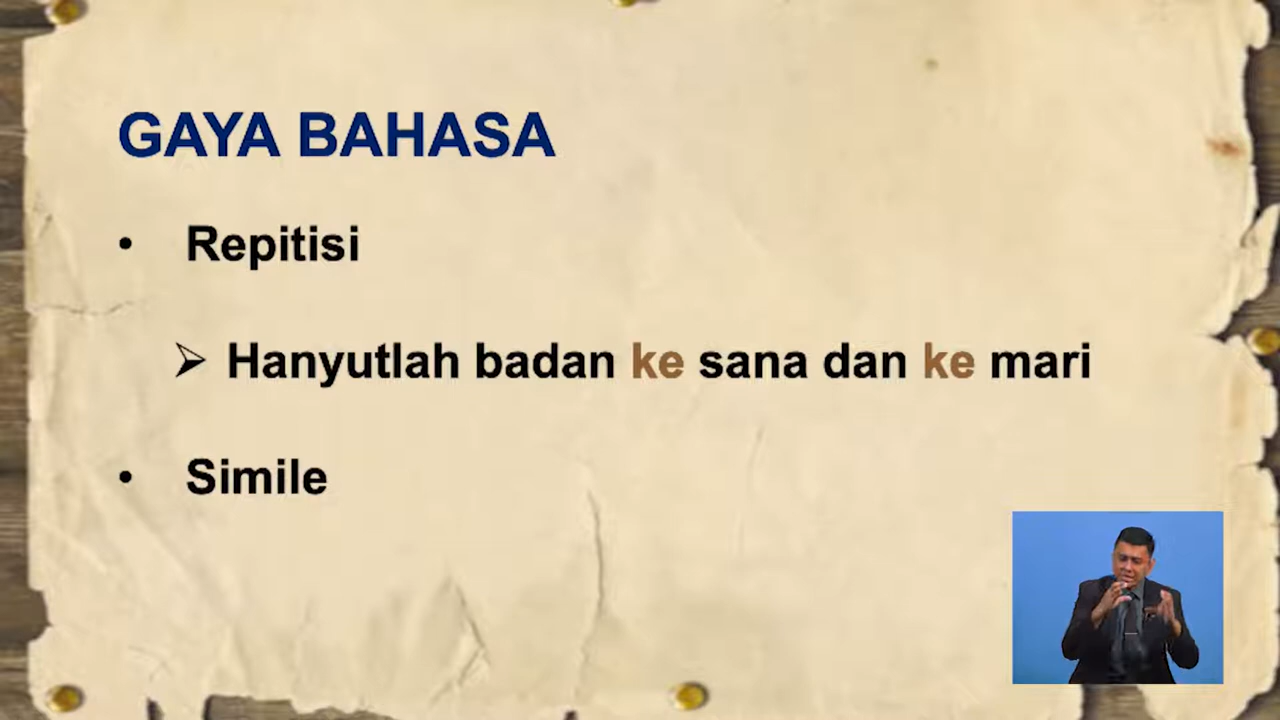 GAYA BAHASA
• Repitisi
➢ Hanyutlah badan ke sana dan ke mari
• Simile